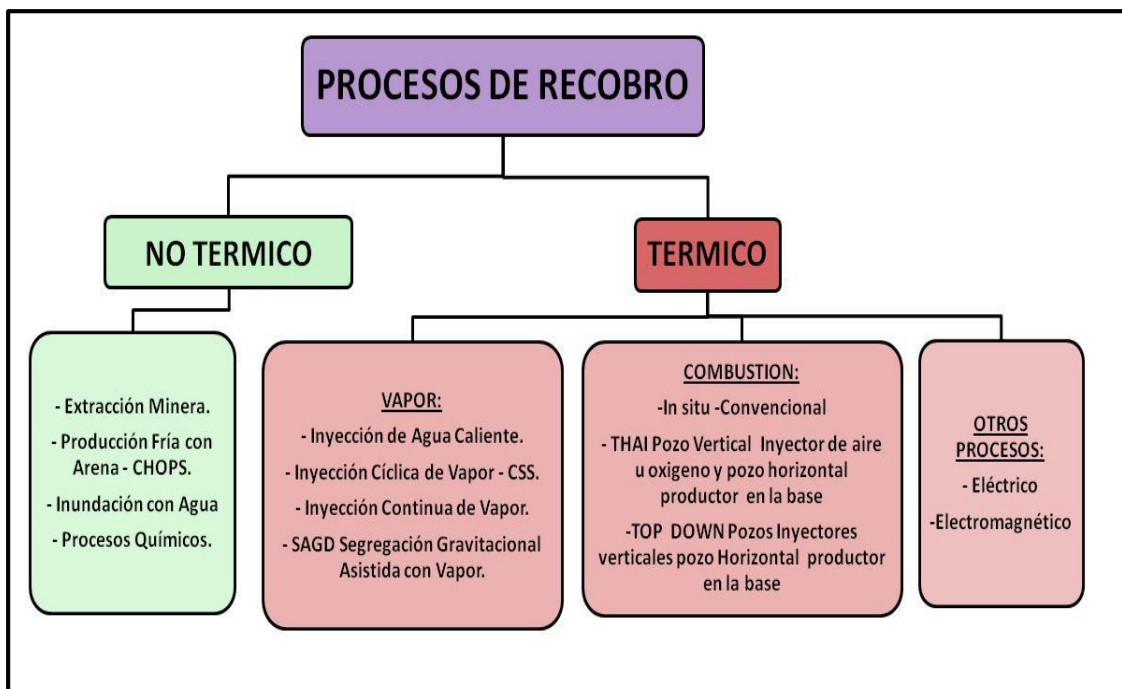 PROCESOS DE RECOBRO
NO TERMICO
TERMICO
- Extracción Minera.
- Producción Fría con
Arena - CHOPS.
- Inundación con Agua
- Procesos Químicos.
VAPOR:
- Inyección de Agua Caliente.
- Inyección Cíclica de Vapor - CSS.
- Inyección Continua de Vapor.
- SAGD Segregación Gravitacional
Asistida con Vapor.
COMBUSTION:
-In situ -Convencional
- THAI Pozo Vertical Inyector de aire
u oxigeno y pozo horizontal
productor en la base
-TOP DOWN Pozos Inyectores
verticales pozo Horizontal productor
en la base
OTROS
PROCESOS:
- Eléctrico
-Electromagnético